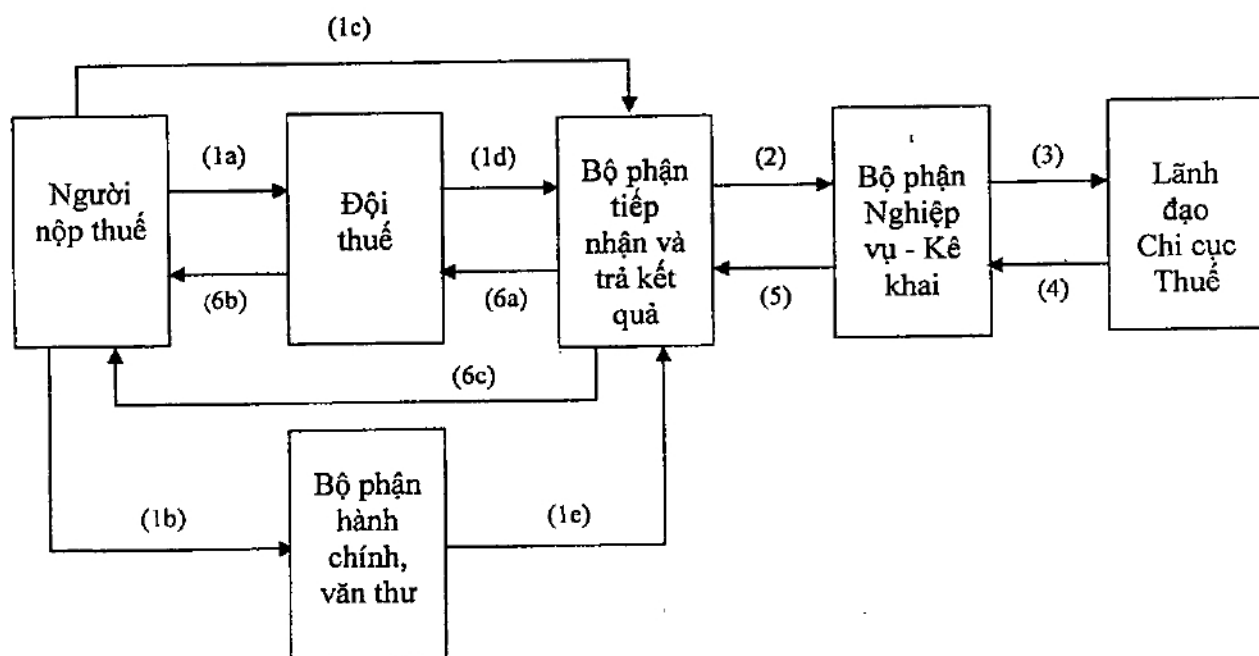 (1c)
Người
nộp thuế
(1a)
(6b)
Đội
thuế
(1d)
(6a)
Bộ phận
tiếp
nhận và
trả kết
quả
(2)
(5)
Bộ phận
Nghiệp
vụ - Kê
khai
(3)
(4)
Lãnh
đạo
Chi cục
Thuế
(6c)
(1b)
Bộ phận
hành
chính,
văn thư
(1e)